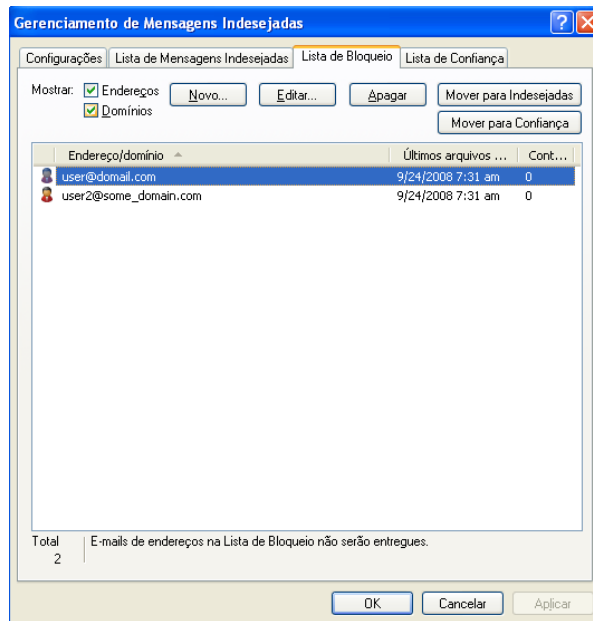 Gerenciamento de Mensagens Indesejadas
Configurações Lista de Mensagens Indesejadas Lista de Bloqueio Lista de Confiança
Mostrar: Endereços Novo... Editar... Apagar Mover para Indesejadas
Domínios Mover para Confiança
Endereço/domínio Últimos arquivos ... Cont...
user@domail.com 9/24/2008 7:31 am 0
user2@some_domain.com 9/24/2008 7:31 am 0
Total E-mails de endereços na Lista de Bloqueio não serão entregues.
2
OK Cancelar Aplicar